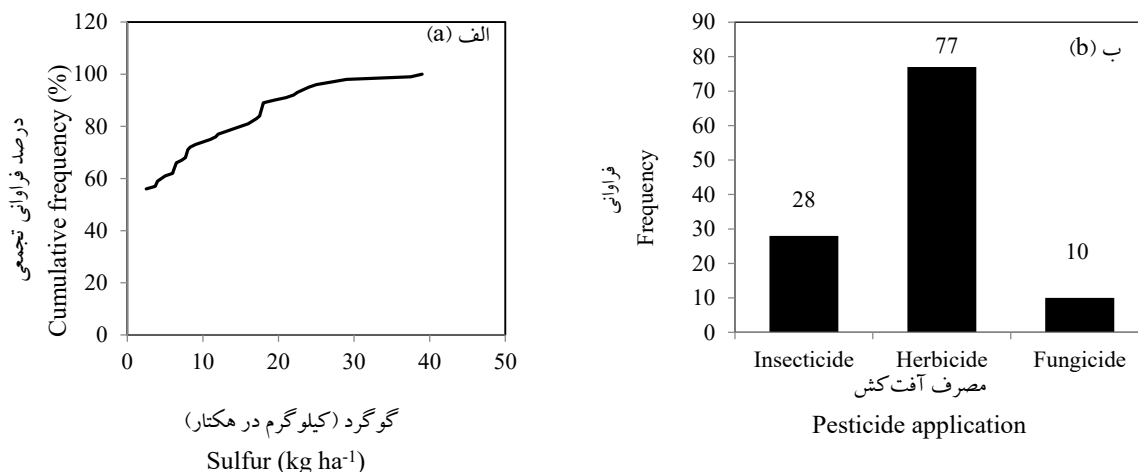 الف (a)
120
100
80
60
40
20
0
0 10 20 30 40 50
درصد فراوانی تجمعی
Cumulative frequency (%)
گوگرد (کیلوگرم در هکتار)
Sulfur (kg ha⁻¹)
ب (b)
90
80
70
60
50
40
30
20
10
0
28
77
10
فراوانی
Frequency
Insecticide Herbicide Fungicide
مصرف آفت‌کش
Pesticide application